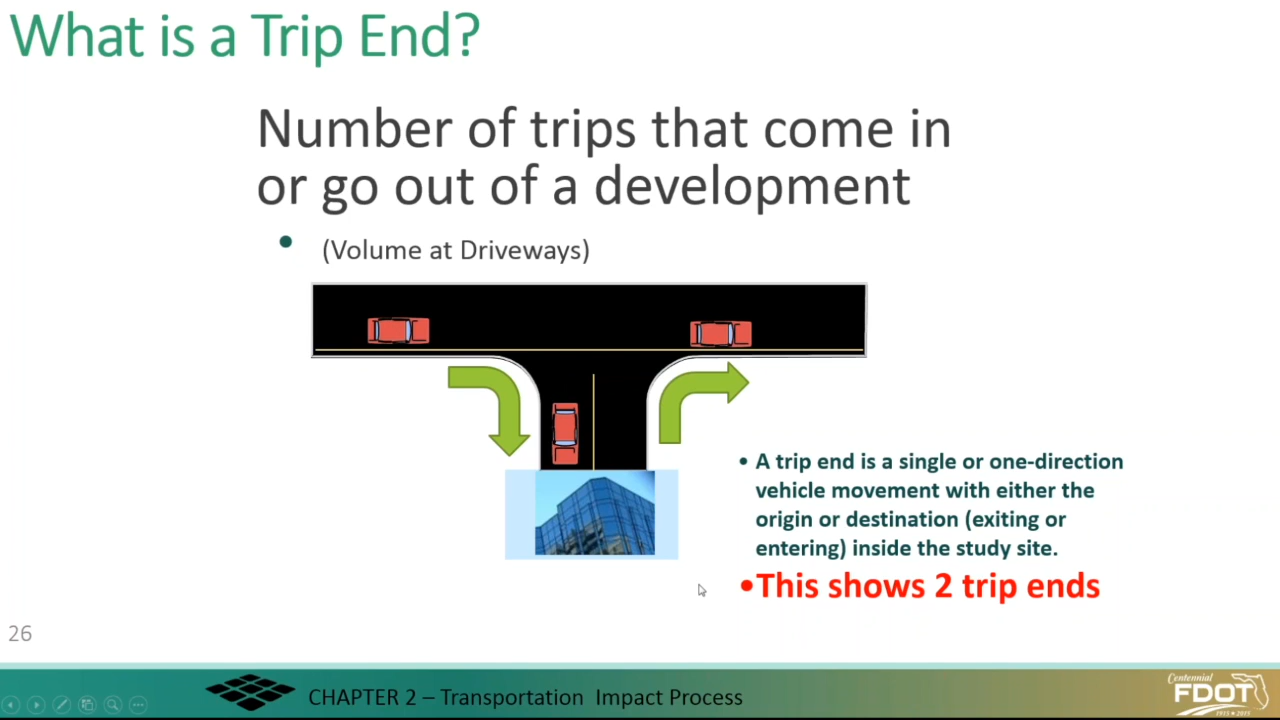 What is a Trip End?
Number of trips that come in
or go out of a development
• (Volume at Driveways)
• A trip end is a single or one-direction
vehicle movement with either the
origin or destination (exiting or
entering) inside the study site.
•This shows 2 trip ends
26
CHAPTER 2 – Transportation Impact Process
Centennial
FDOT
1915 • 2015